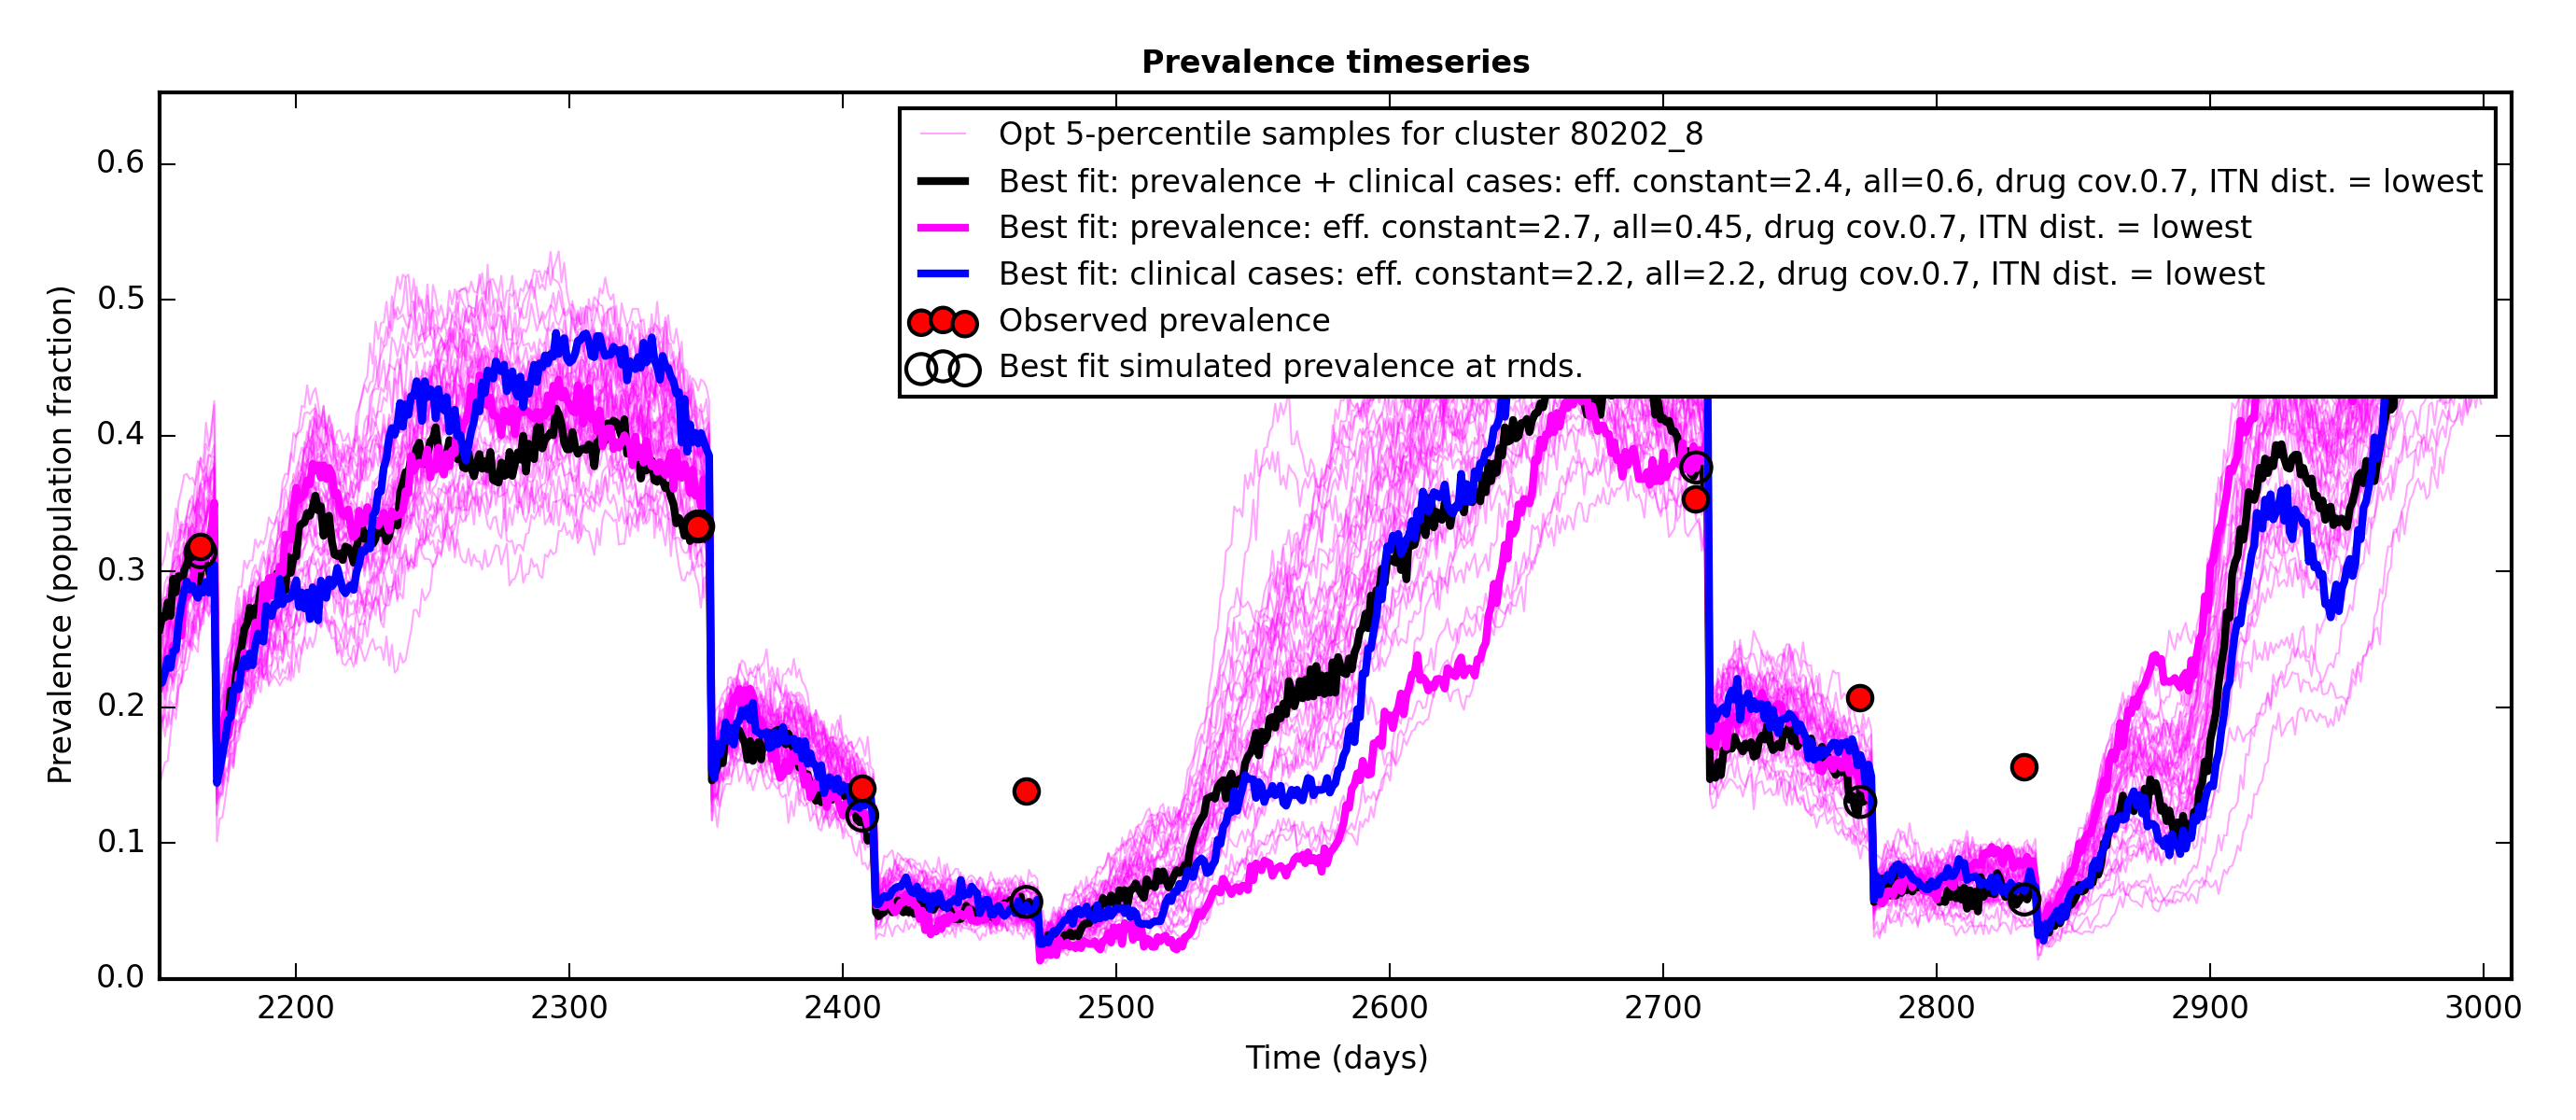 Prevalence timeseries
Opt 5-percentile samples for cluster 80202_8
Best fit: prevalence + clinical cases: eff. constant=2.4, all=0.6, drug cov.0.7, ITN dist. = lowest
Best fit: prevalence: eff. constant=2.7, all=0.45, drug cov.0.7, ITN dist. = lowest
Best fit: clinical cases: eff. constant=2.2, all=2.2, drug cov.0.7, ITN dist. = lowest
Observed prevalence
Best fit simulated prevalence at rnds.
Prevalence (population fraction)
0.6
0.5
0.4
0.3
0.2
0.1
0.0
2200 2300 2400 2500 2600 2700 2800 2900 3000
Time (days)